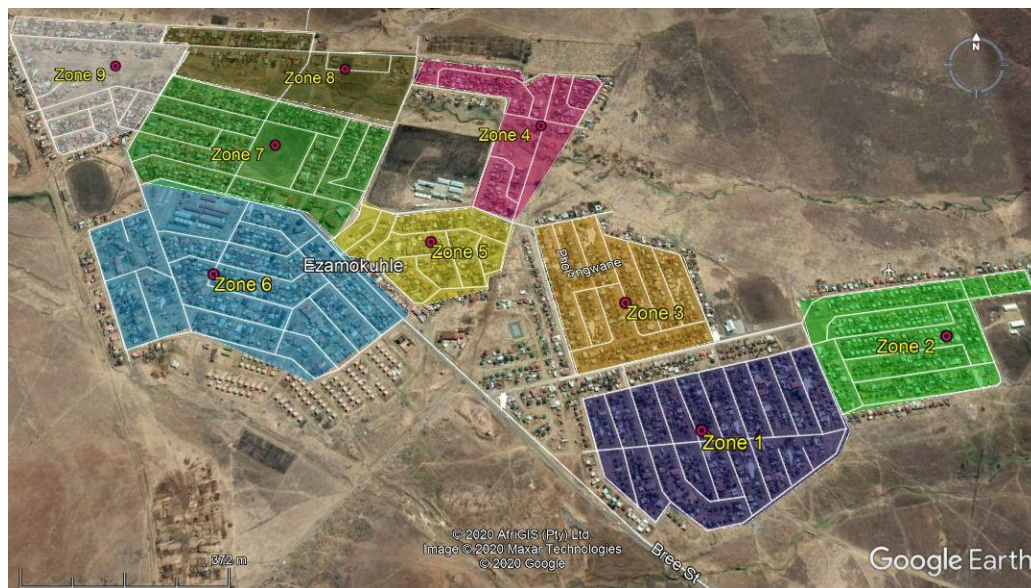 Zone 9
Zone 8
Zone 4
Zone 7
Zone 5
Ezamokuhle
Zone 6
Zone 3
Zone 2
Zone 1
N
372 m
© 2020 AfriGIS (Pty) Ltd.
Image © 2020 Maxar Technologies
© 2020 Google
Bree St
Google Earth